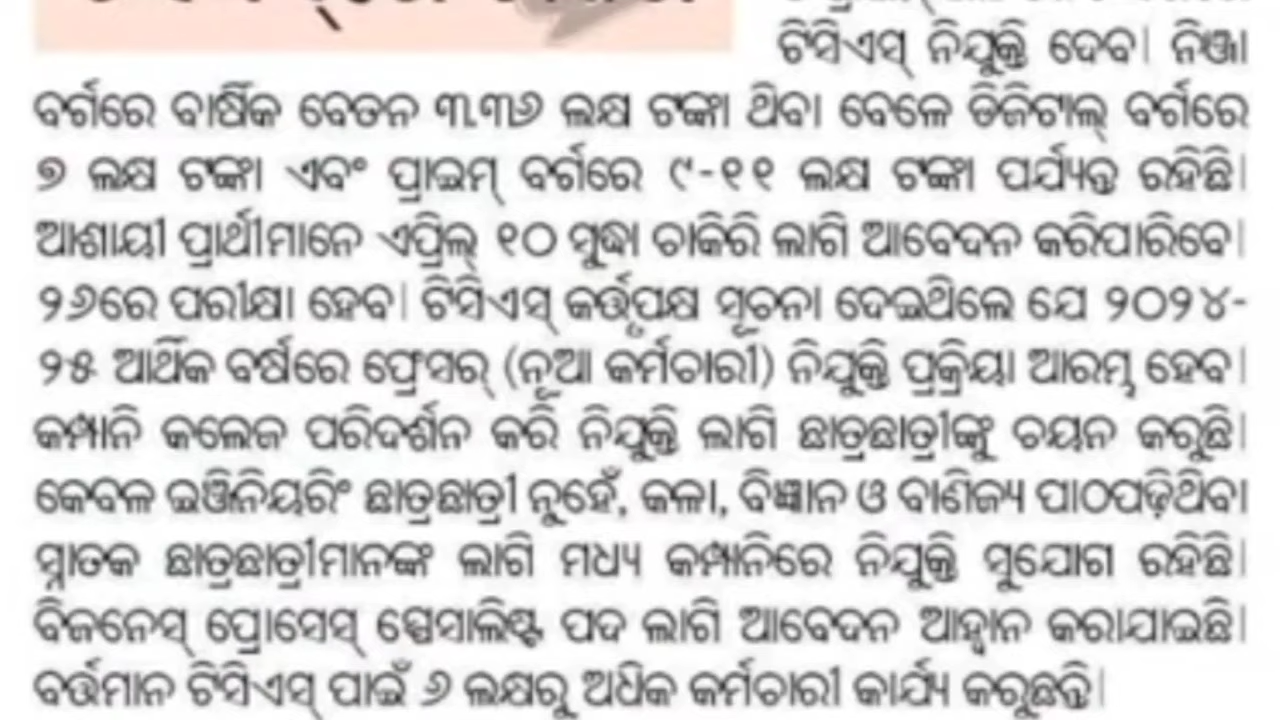 ଟିସିଏସ୍ ନିଯୁକ୍ତି ଦେବ। ନିଞ୍ଜା
ବର୍ଗରେ ବାର୍ଷିକ ବେତନ ୩.୩୬ ଲକ୍ଷ ଟଙ୍କା ଥିବା ବେଳେ ଡିଜିଟାଲ୍ ବର୍ଗରେ
୭ ଲକ୍ଷ ଟଙ୍କା ଏବଂ ପ୍ରାଇମ୍ ବର୍ଗରେ ୯-୧୧ ଲକ୍ଷ ଟଙ୍କା ପର୍ଯ୍ୟନ୍ତ ରହିଛି।
ଆଶାୟୀ ପ୍ରାର୍ଥୀମାନେ ଏପ୍ରିଲ୍ ୧୦ ସୁଦ୍ଧା ଚାକିରି ଲାଗି ଆବେଦନ କରିପାରିବେ।
୨୬ରେ ପରୀକ୍ଷା ହେବ। ଟିସିଏସ୍ କର୍ତ୍ତୃପକ୍ଷ ସୂଚନା ଦେଇଥିଲେ ଯେ ୨୦୨୪-
୨୫ ଆର୍ଥିକ ବର୍ଷରେ ଫ୍ରେସର୍ (ନୂଆ କର୍ମଚାରୀ) ନିଯୁକ୍ତି ପ୍ରକ୍ରିୟା ଆରମ୍ଭ ହେବ।
କମ୍ପାନି କଲେଜ ପରିଦର୍ଶନ କରି ନିଯୁକ୍ତି ଲାଗି ଛାତ୍ରଛାତ୍ରୀଙ୍କୁ ଚୟନ କରୁଛି।
କେବଳ ଇଞ୍ଜିନିୟରିଂ ଛାତ୍ରଛାତ୍ରୀ ନୁହେଁ, କଳା, ବିଜ୍ଞାନ ଓ ବାଣିଜ୍ୟ ପାଠପଢ଼ିଥିବା
ସ୍ନାତକ ଛାତ୍ରଛାତ୍ରୀମାନଙ୍କ ଲାଗି ମଧ୍ୟ କମ୍ପାନିରେ ନିଯୁକ୍ତି ସୁଯୋଗ ରହିଛି।
ବିଜନେସ୍ ପ୍ରୋସେସ୍ ସ୍ପେସାଲିଷ୍ଟ ପଦ ଲାଗି ଆବେଦନ ଆହ୍ୱାନ କରାଯାଇଛି।
ବର୍ତ୍ତମାନ ଟିସିଏସ୍ ପାଇଁ ୬ ଲକ୍ଷରୁ ଅଧିକ କର୍ମଚାରୀ କାର୍ଯ୍ୟ କରୁଛନ୍ତି।